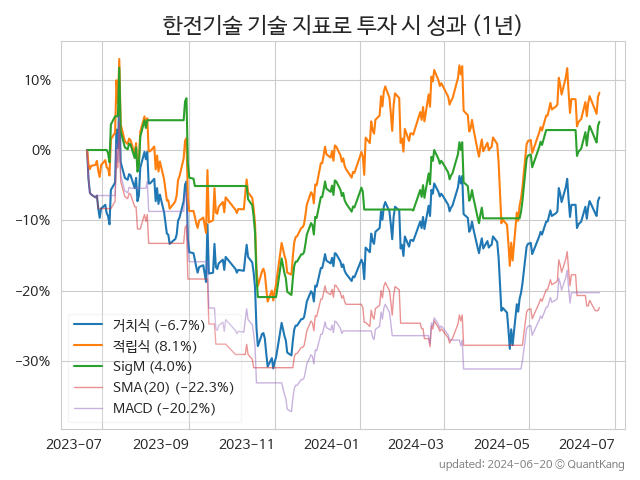 한전기술 기술 지표로 투자 시 성과 (1년)
10%
0%
−10%
−20%
−30%
거치식 (−6.7%)
적립식 (8.1%)
SigM (4.0%)
SMA(20) (−22.3%)
MACD (−20.2%)
2023-07 2023-09 2023-11 2024-01 2024-03 2024-05 2024-07
updated: 2024-06-20 © QuantKang